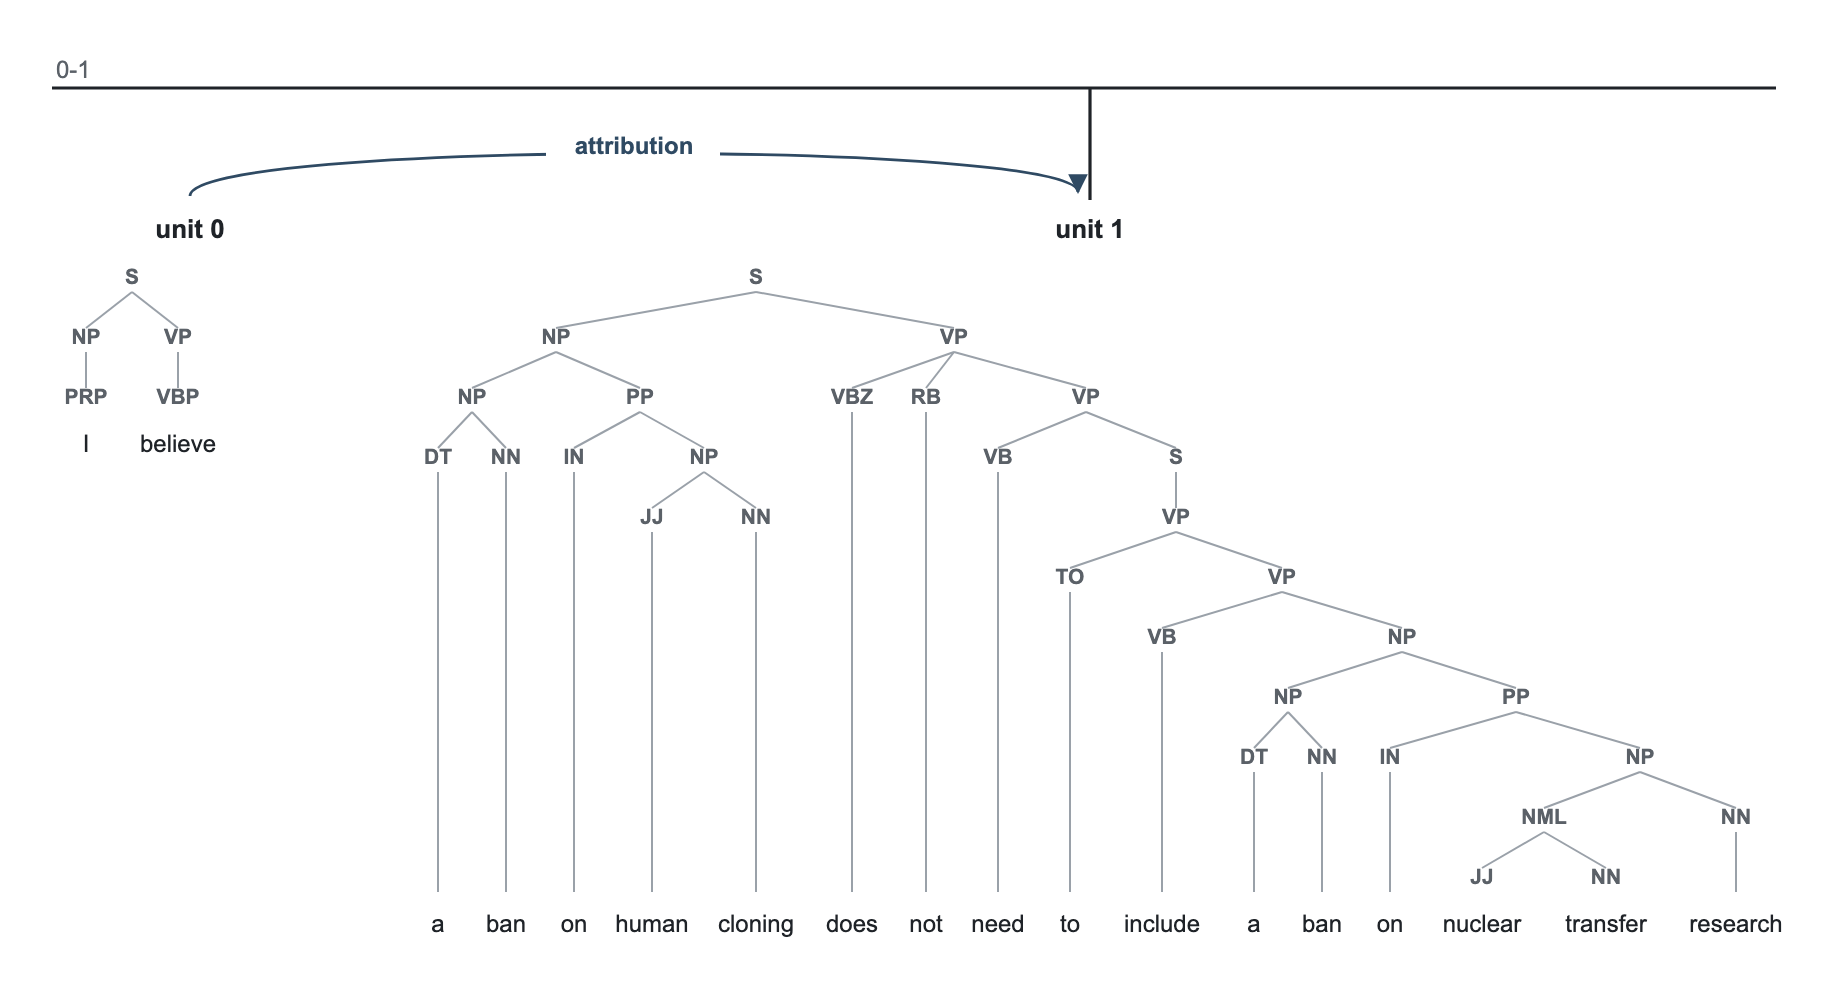 0-1
attribution
unit 0 unit 1
S S
NP VP NP VP
PRP VBP NP PP VBZ RB VP
I believe DT NN IN NP VB S
JJ NN VP
TO VP
VB NP
NP PP
DT NN IN NP
NML NN
JJ NN
a ban on human cloning does not need to include a ban on nuclear transfer research